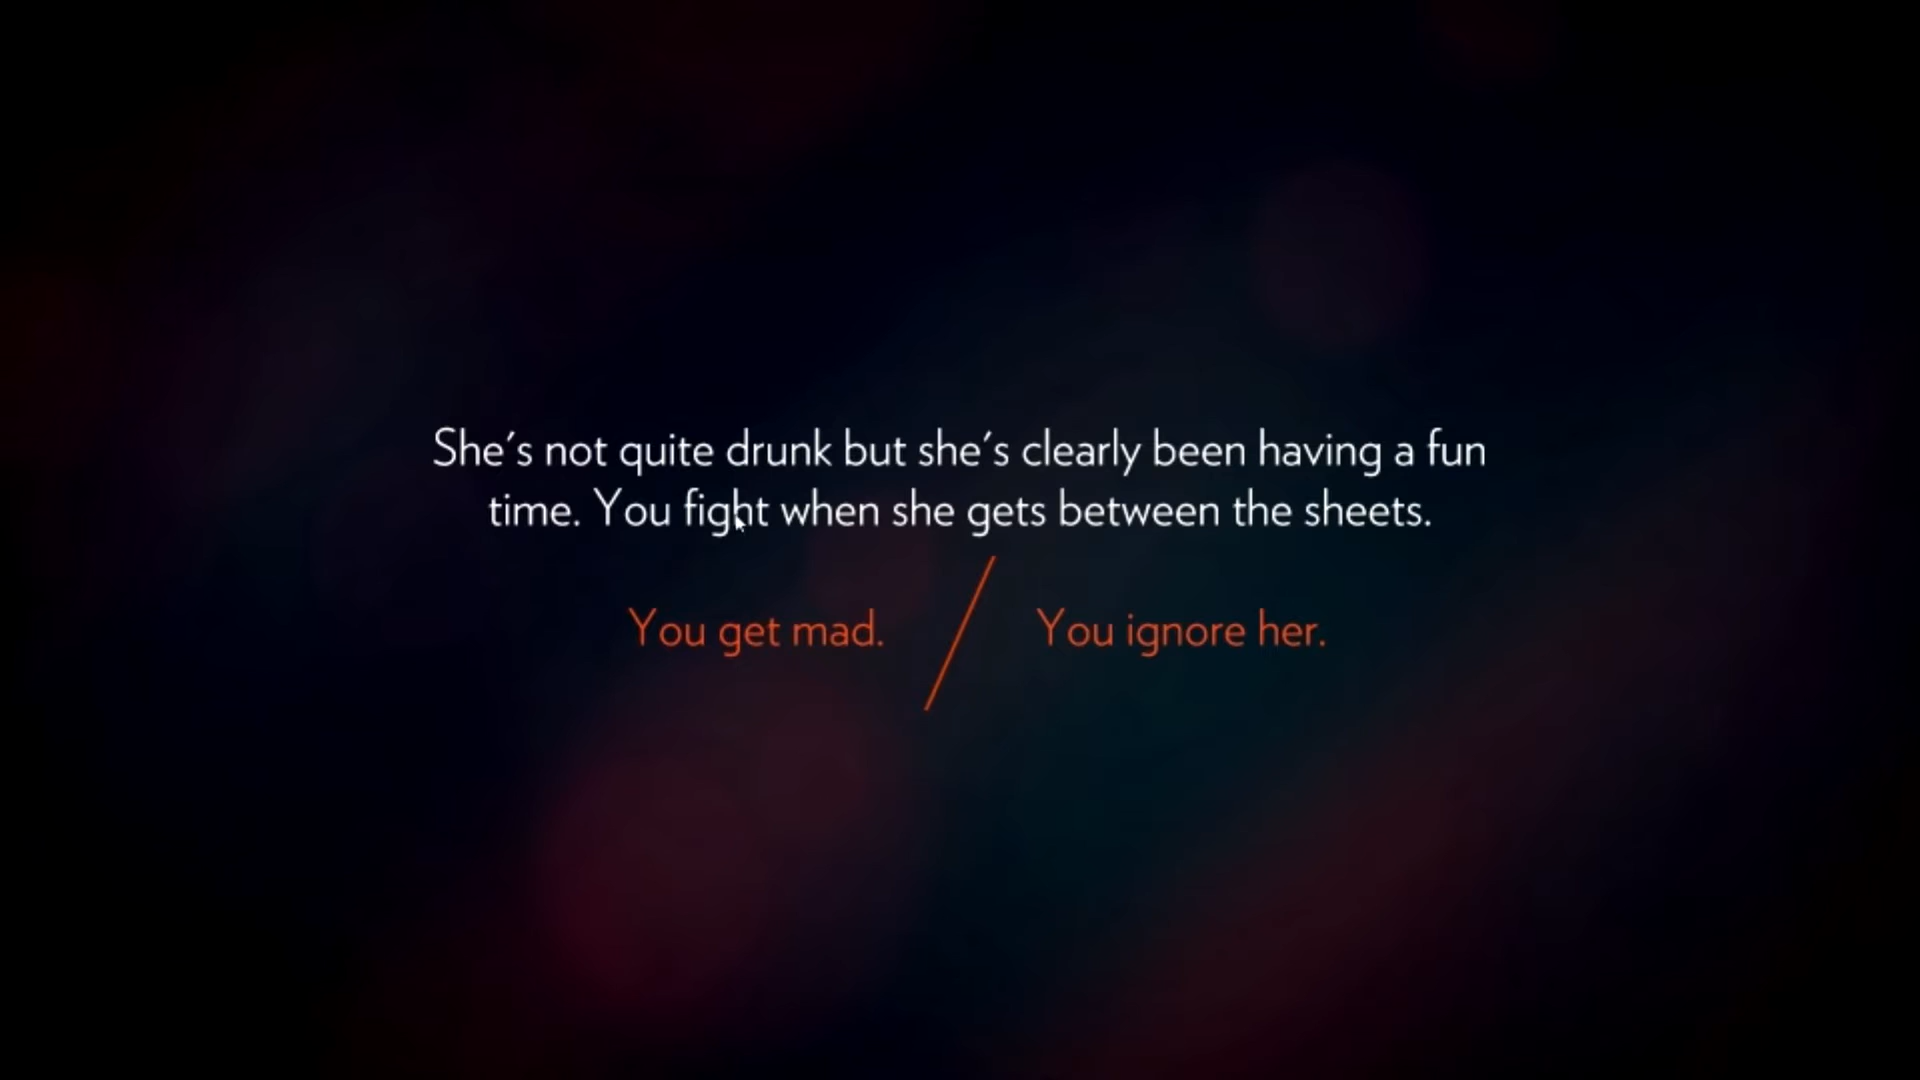 She's not quite drunk but she's clearly been having a fun
time. You fight when she gets between the sheets.
You get mad. / You ignore her.